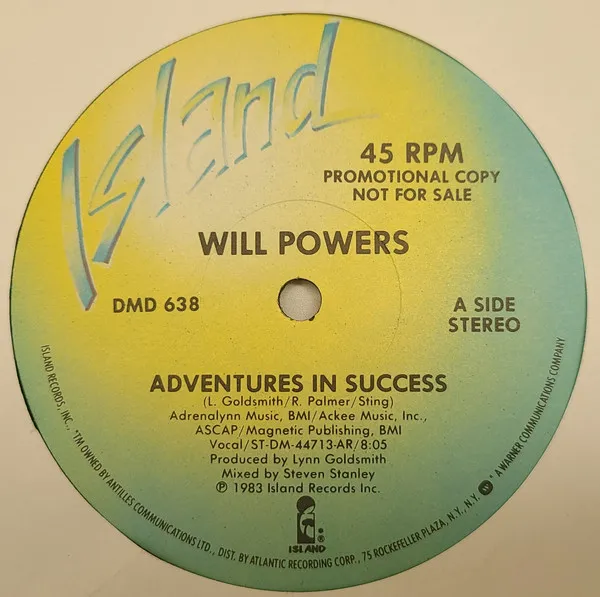 Island
45 RPM
PROMOTIONAL COPY
NOT FOR SALE
WILL POWERS
DMD 638
A SIDE
STEREO
ADVENTURES IN SUCCESS
(L. Goldsmith/R. Palmer/Sting)
Adrenalynn Music, BMI/Ackee Music, Inc.,
ASCAP/Magnetic Publishing, BMI
Vocal/ST-DM-44713-AR/8:05
Produced by Lynn Goldsmith
Mixed by Steven Stanley
℗ 1983 Island Records Inc.
ISLAND®
ISLAND RECORDS, INC., *TM OWNED BY ANTILLES COMMUNICATIONS LTD., DIST. BY ATLANTIC RECORDING CORP., 75 ROCKEFELLER PLAZA, N.Y., N.Y. A WARNER COMMUNICATIONS COMPANY